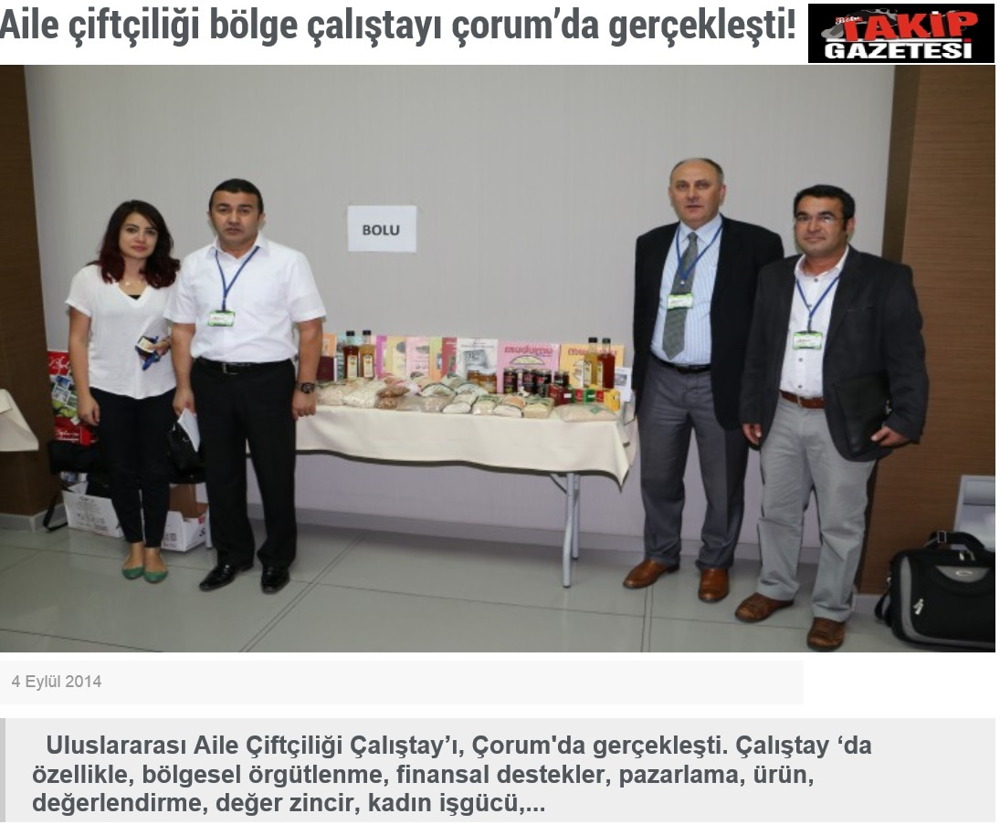 Aile çiftçiliği bölge çalıştayı çorum’da gerçekleşti!
Bolu
TAKİP
GAZETESİ
BOLU
mudurnu
4 Eylül 2014
Uluslararası Aile Çiftçiliği Çalıştay’ı, Çorum'da gerçekleşti. Çalıştay ‘da
özellikle, bölgesel örgütlenme, finansal destekler, pazarlama, ürün,
değerlendirme, değer zincir, kadın işgücü,...